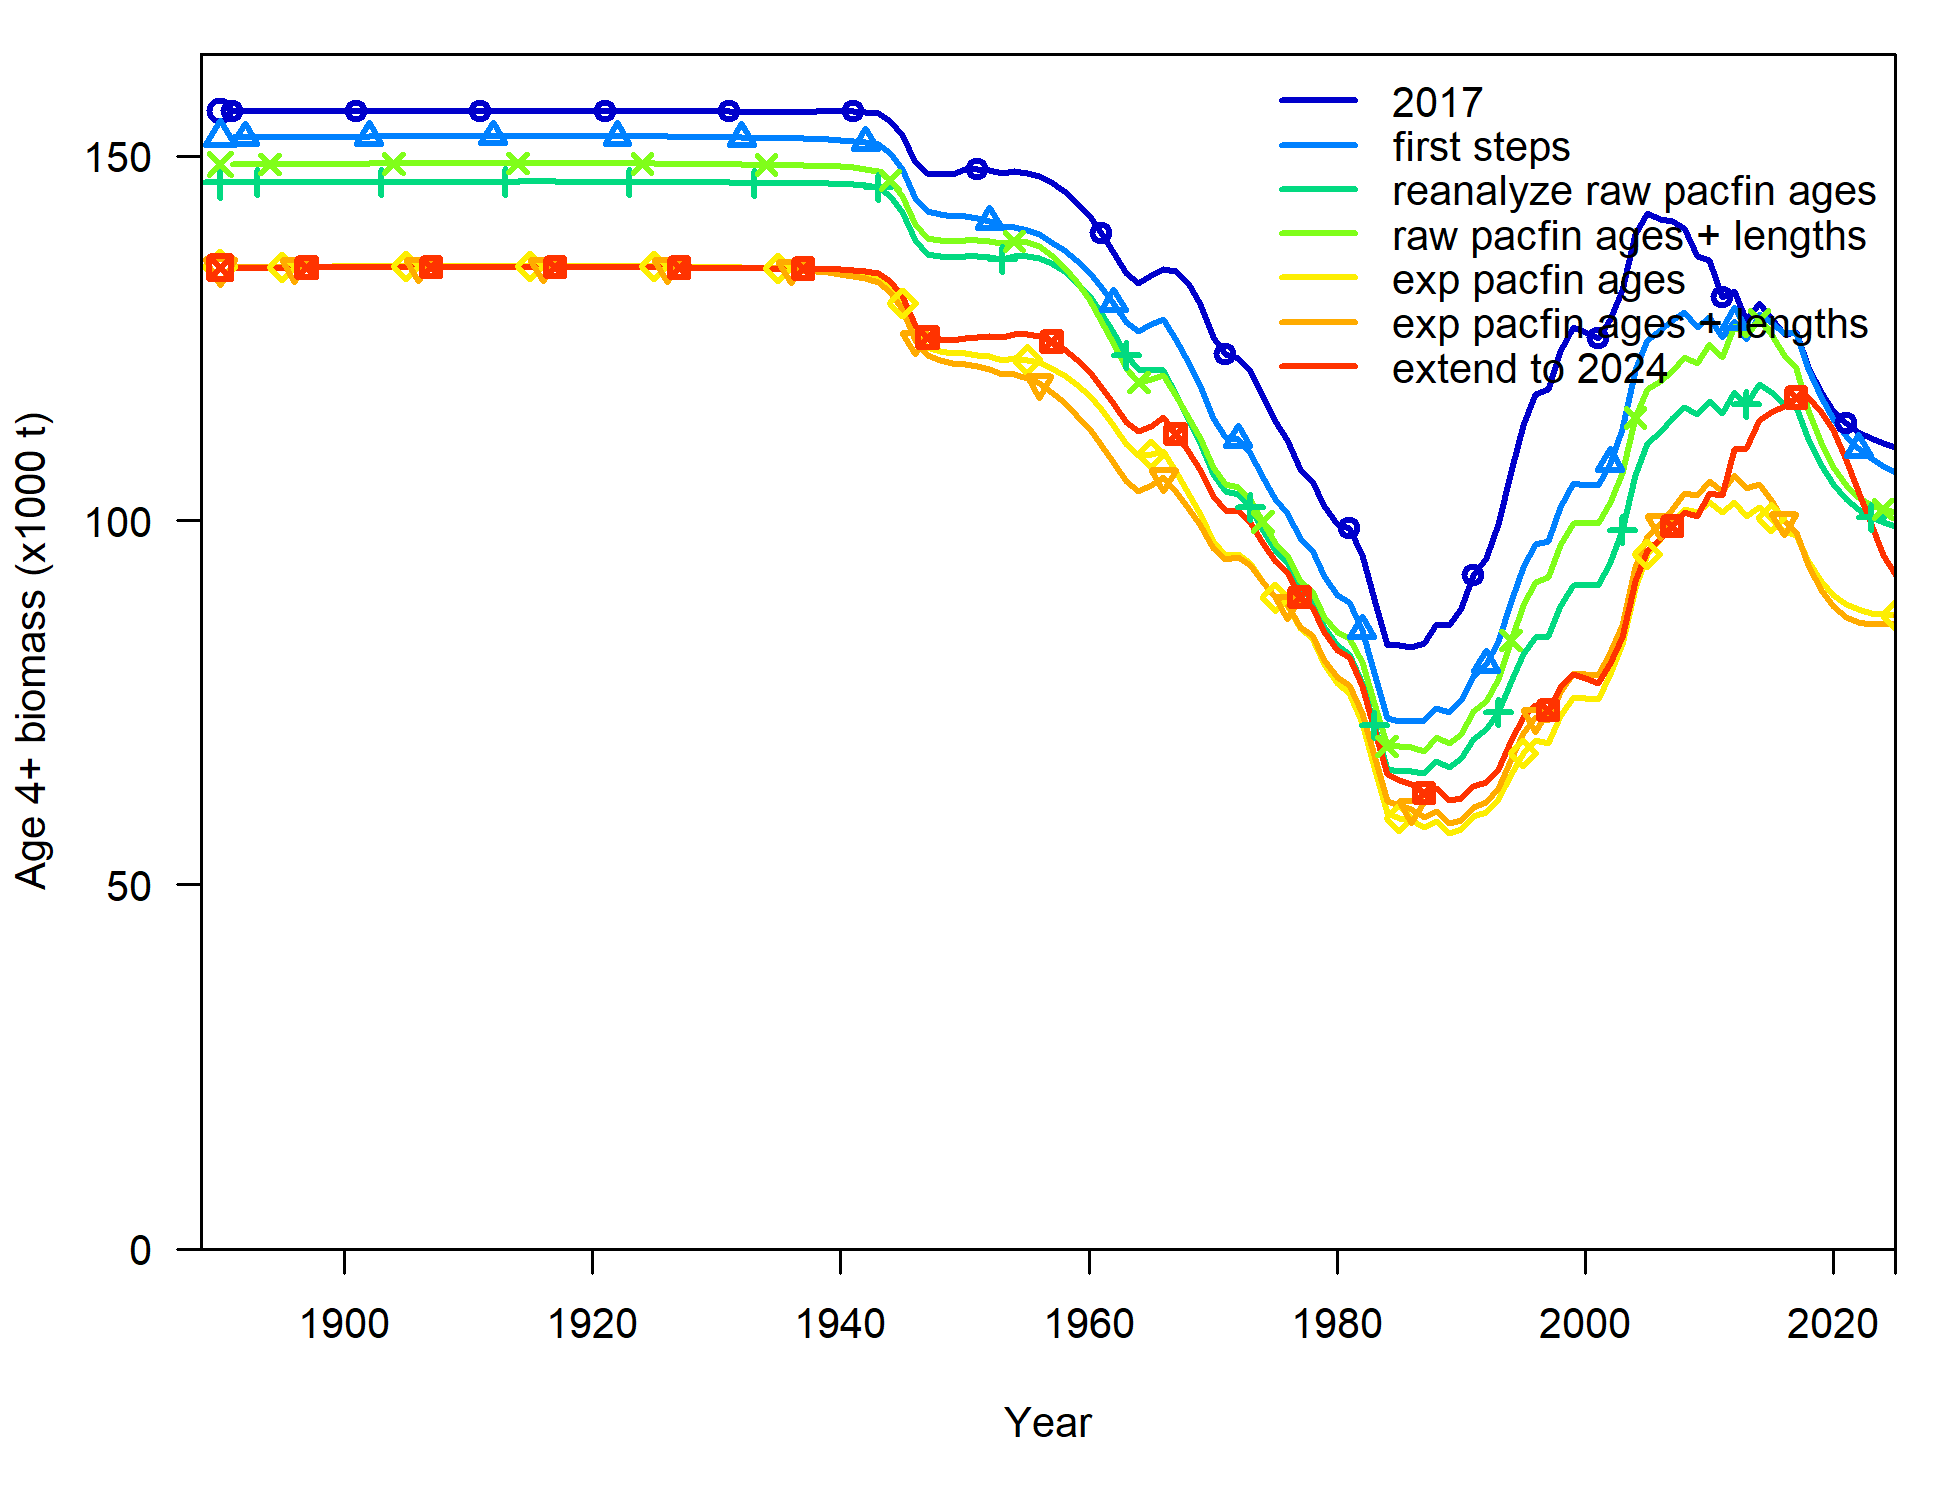 2017
first steps
reanalyze raw pacfin ages
raw pacfin ages + lengths
exp pacfin ages
exp pacfin ages + lengths
extend to 2024
Age 4+ biomass (x1000 t)
150
100
50
0
1900 1920 1940 1960 1980 2000 2020
Year